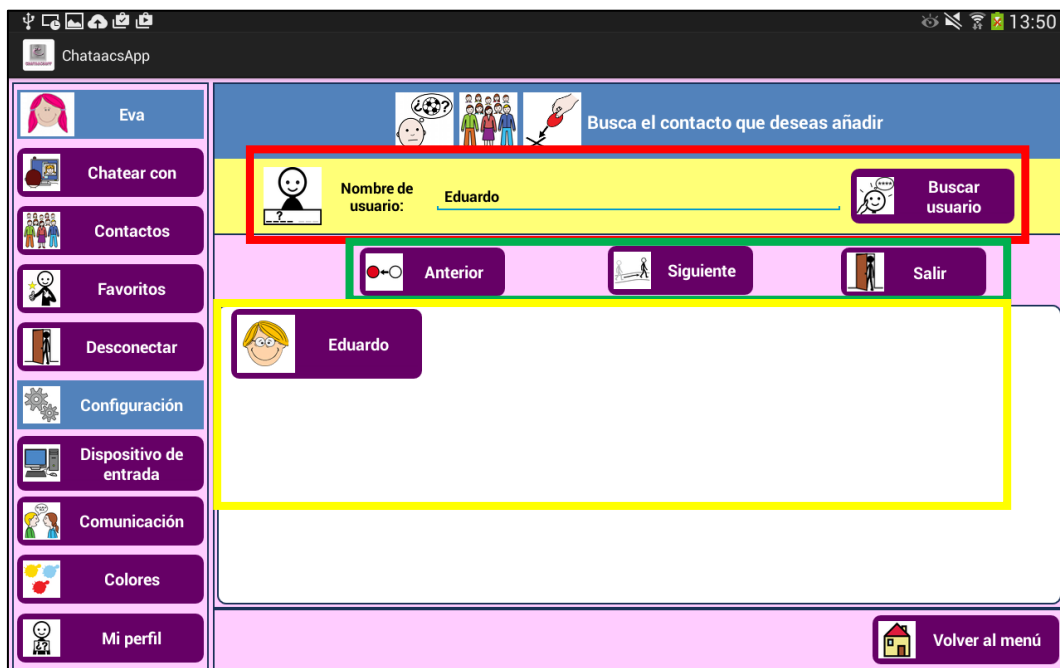 13:50
ChataacsApp
Eva
Chatear con
Contactos
Favoritos
Desconectar
Configuración
Dispositivo de
entrada
Comunicación
Colores
Mi perfil
Busca el contacto que deseas añadir
Nombre de
usuario:
Eduardo
Buscar
usuario
Anterior
Siguiente
Salir
Eduardo
Volver al menú